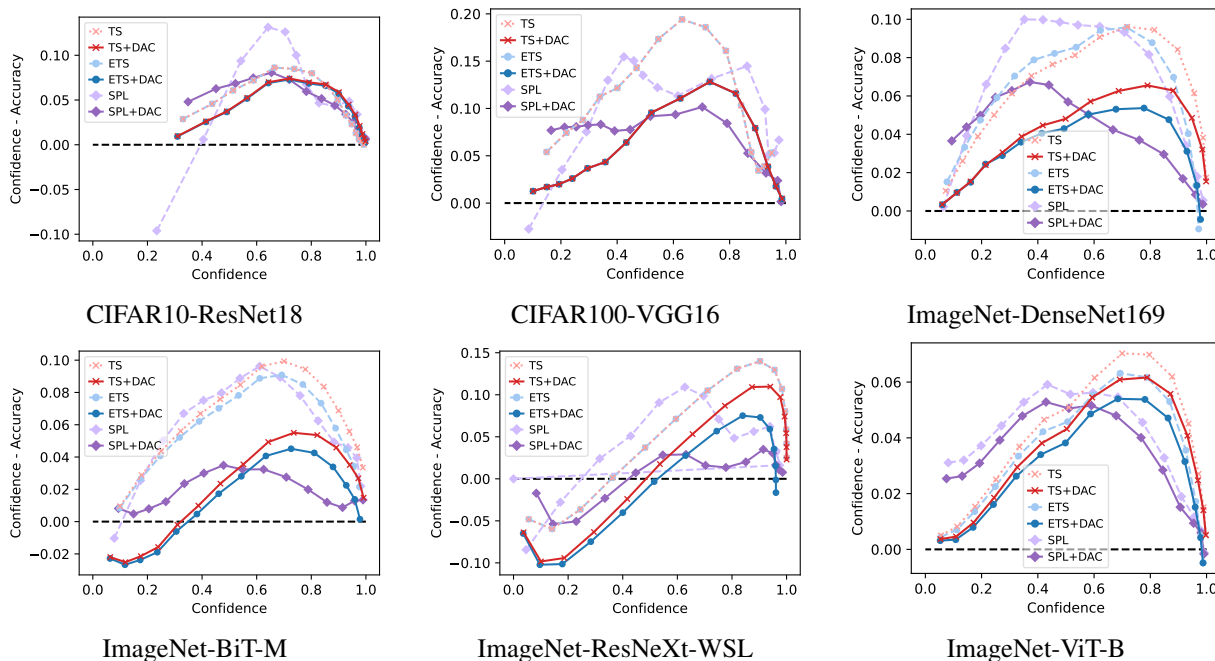 0.10
0.05
0.00
−0.05
−0.10
Confidence - Accuracy
TS
TS+DAC
ETS
ETS+DAC
SPL
SPL+DAC
0.0 0.2 0.4 0.6 0.8 1.0
Confidence
CIFAR10-ResNet18
0.20
0.15
0.10
0.05
0.00
Confidence - Accuracy
TS
TS+DAC
ETS
ETS+DAC
SPL
SPL+DAC
0.0 0.2 0.4 0.6 0.8 1.0
Confidence
CIFAR100-VGG16
0.10
0.08
0.06
0.04
0.02
0.00
Confidence - Accuracy
TS
TS+DAC
ETS
ETS+DAC
SPL
SPL+DAC
0.0 0.2 0.4 0.6 0.8 1.0
Confidence
ImageNet-DenseNet169
0.10
0.08
0.06
0.04
0.02
0.00
−0.02
Confidence - Accuracy
TS
TS+DAC
ETS
ETS+DAC
SPL
SPL+DAC
0.0 0.2 0.4 0.6 0.8 1.0
Confidence
ImageNet-BiT-M
0.15
0.10
0.05
0.00
−0.05
−0.10
Confidence - Accuracy
TS
TS+DAC
ETS
ETS+DAC
SPL
SPL+DAC
0.0 0.2 0.4 0.6 0.8 1.0
Confidence
ImageNet-ResNeXt-WSL
0.06
0.04
0.02
0.00
Confidence - Accuracy
TS
TS+DAC
ETS
ETS+DAC
SPL
SPL+DAC
0.0 0.2 0.4 0.6 0.8 1.0
Confidence
ImageNet-ViT-B